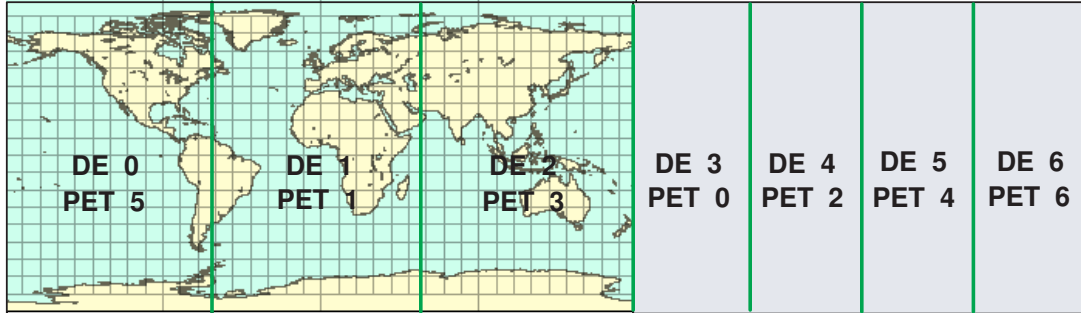 DE 0
PET 5
DE 1
PET 1
DE 2
PET 3
DE 3
PET 0
DE 4
PET 2
DE 5
PET 4
DE 6
PET 6